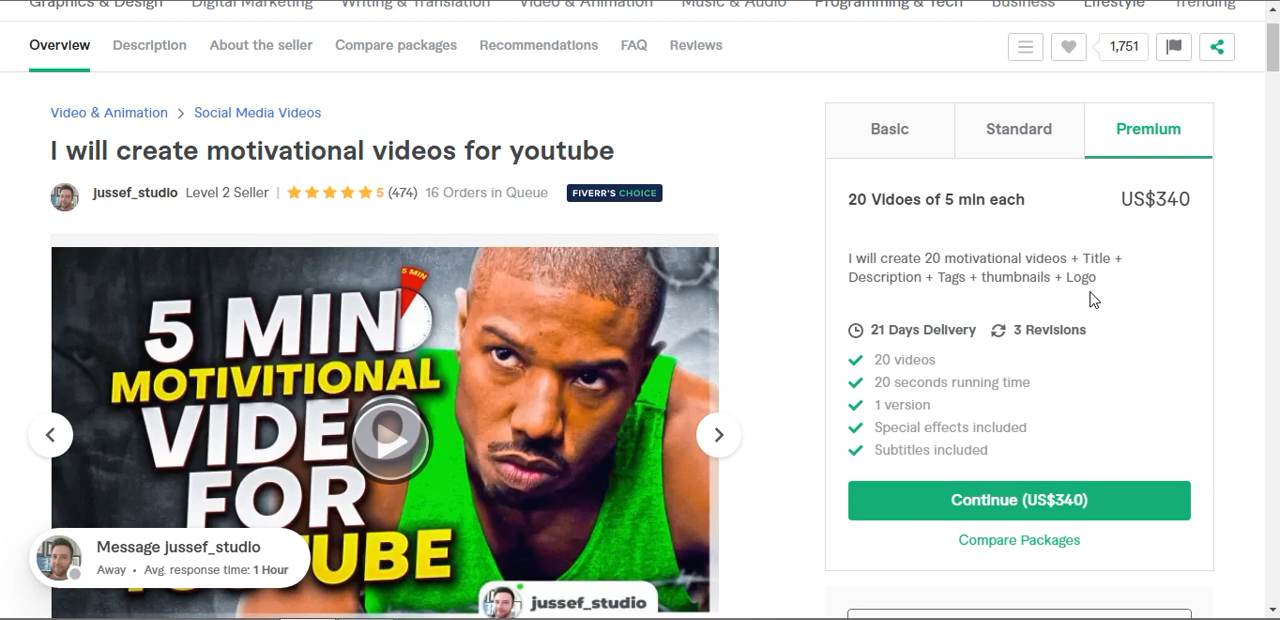 Graphics & Design Digital Marketing Writing & Translation Video & Animation Music & Audio Programming & Tech Business Lifestyle Trending
Overview Description About the seller Compare packages Recommendations FAQ Reviews
1,751
Video & Animation > Social Media Videos
I will create motivational videos for youtube
jussef_studio Level 2 Seller | 5 (474) 16 Orders in Queue FIVERR'S CHOICE
5 MIN
5 MIN
MOTIVITIONAL
VIDEO
FOR
YOUTUBE
jussef_studio
Message jussef_studio
Away • Avg. response time: 1 Hour
Basic Standard Premium
20 Vidoes of 5 min each US$340
I will create 20 motivational videos + Title +
Description + Tags + thumbnails + Logo
21 Days Delivery 3 Revisions
20 videos
20 seconds running time
1 version
Special effects included
Subtitles included
Continue (US$340)
Compare Packages